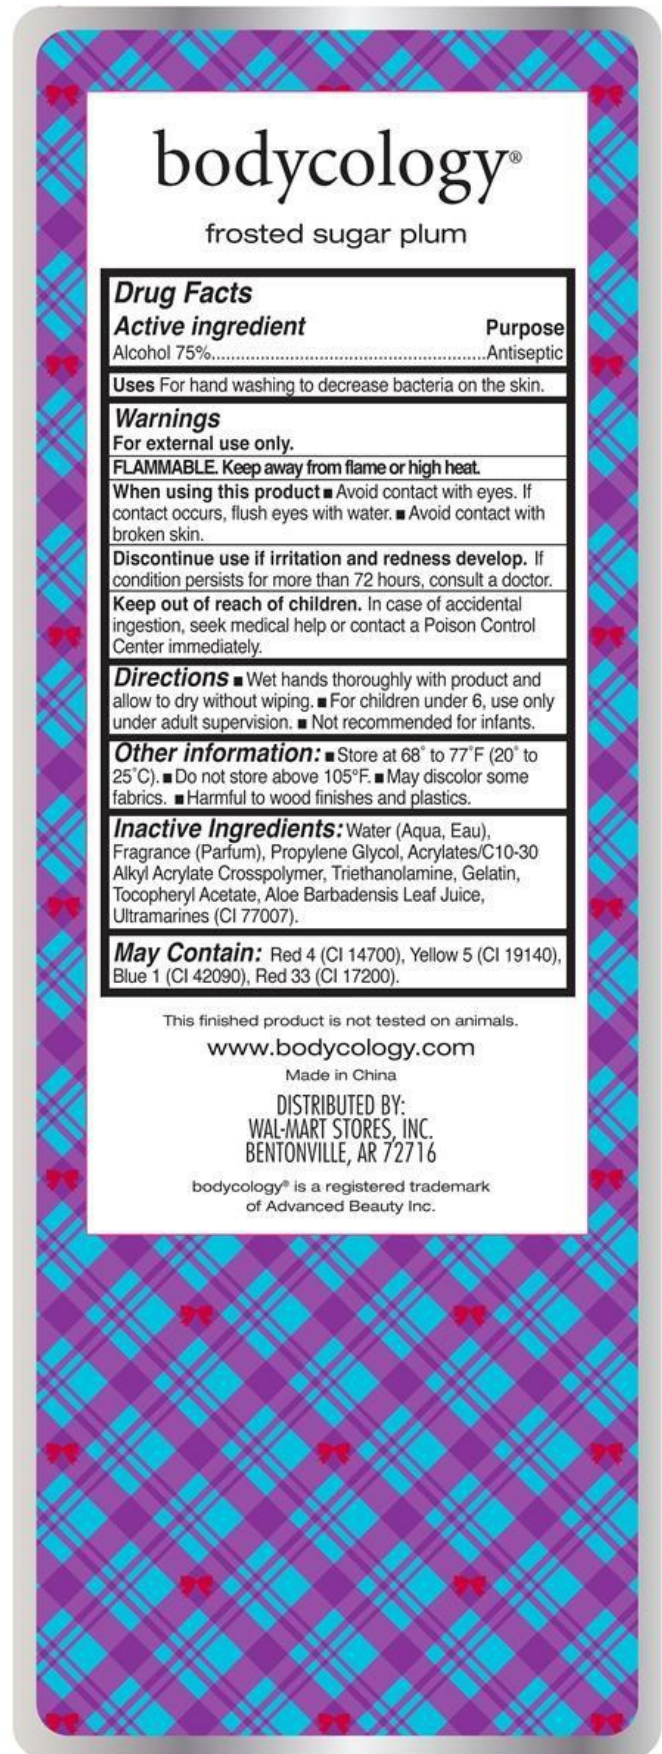 bodycology®
frosted sugar plum
Drug Facts
Active ingredient Purpose
Alcohol 75%........................................................Antiseptic
Uses For hand washing to decrease bacteria on the skin.
Warnings
For external use only.
FLAMMABLE. Keep away from flame or high heat.
When using this product ■ Avoid contact with eyes. If
contact occurs, flush eyes with water. ■ Avoid contact with
broken skin.
Discontinue use if irritation and redness develop. If
condition persists for more than 72 hours, consult a doctor.
Keep out of reach of children. In case of accidental
ingestion, seek medical help or contact a Poison Control
Center immediately.
Directions ■ Wet hands thoroughly with product and
allow to dry without wiping. ■ For children under 6, use only
under adult supervision. ■ Not recommended for infants.
Other information: ■ Store at 68˚ to 77˚F (20˚ to
25˚C). ■ Do not store above 105°F. ■ May discolor some
fabrics. ■ Harmful to wood finishes and plastics.
Inactive Ingredients: Water (Aqua, Eau),
Fragrance (Parfum), Propylene Glycol, Acrylates/C10-30
Alkyl Acrylate Crosspolymer, Triethanolamine, Gelatin,
Tocopheryl Acetate, Aloe Barbadensis Leaf Juice,
Ultramarines (CI 77007).
May Contain: Red 4 (CI 14700), Yellow 5 (CI 19140),
Blue 1 (CI 42090), Red 33 (CI 17200).
This finished product is not tested on animals.
www.bodycology.com
Made in China
DISTRIBUTED BY:
WAL-MART STORES, INC.
BENTONVILLE, AR 72716
bodycology® is a registered trademark
of Advanced Beauty Inc.